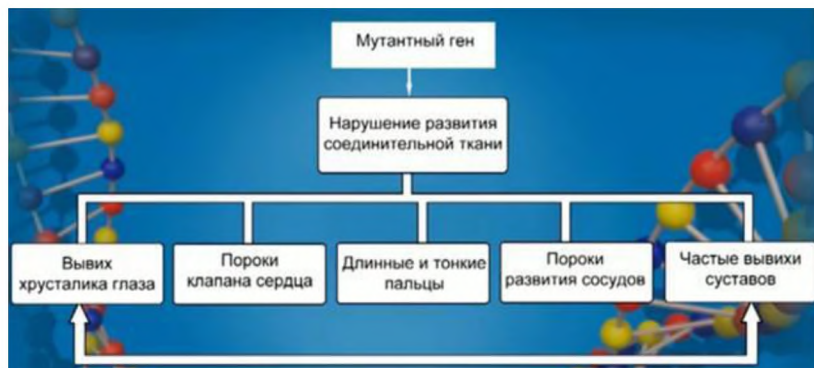 Мутантный ген
Нарушение развития
соединительной ткани
Вывих
хрусталика глаза
Пороки
клапана сердца
Длинные и тонкие
пальцы
Пороки
развития сосудов
Частые вывихи
суставов